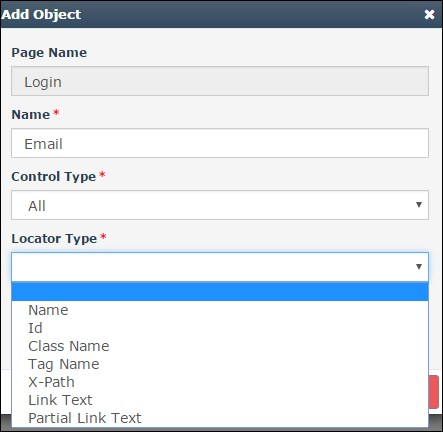 Add Object
Page Name
Login
Name *
Email
Control Type *
All
Locator Type *
Name
Id
Class Name
Tag Name
X-Path
Link Text
Partial Link Text